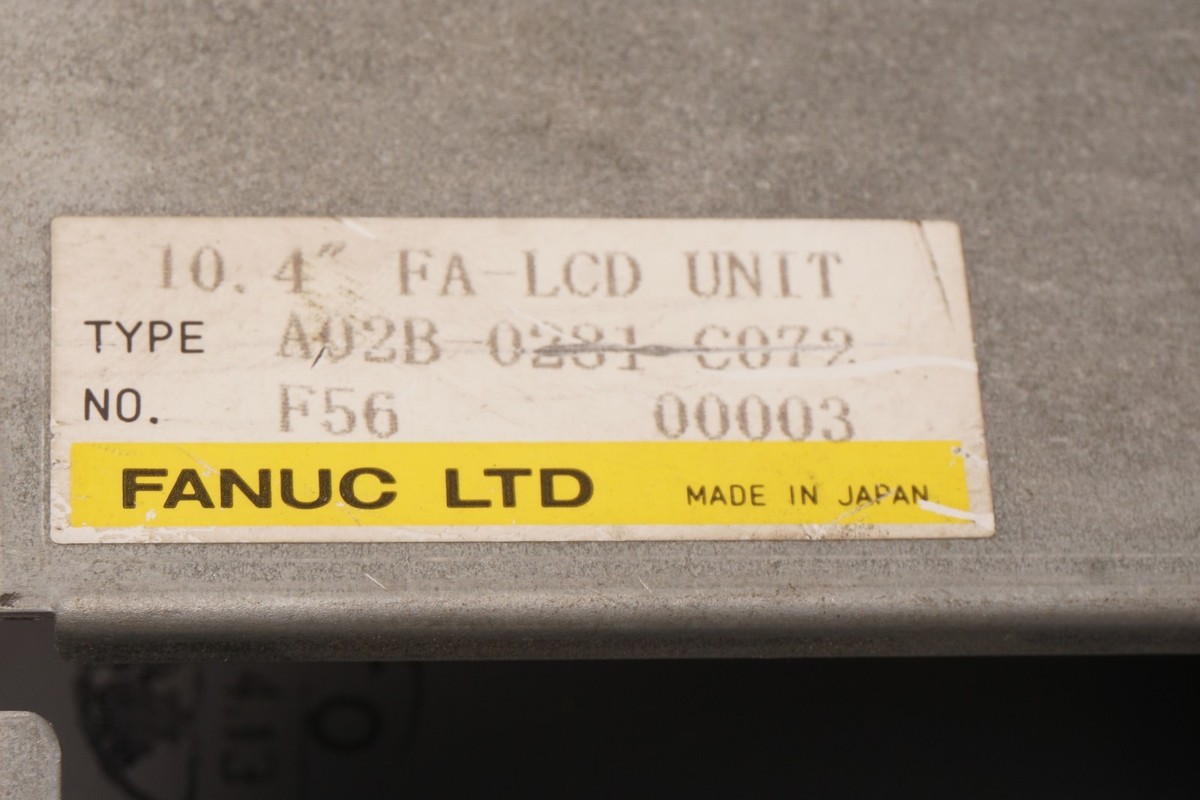 10.4" FA-LCD UNIT
TYPE A02B-0281-C072
NO. F56 00003
FANUC LTD MADE IN JAPAN